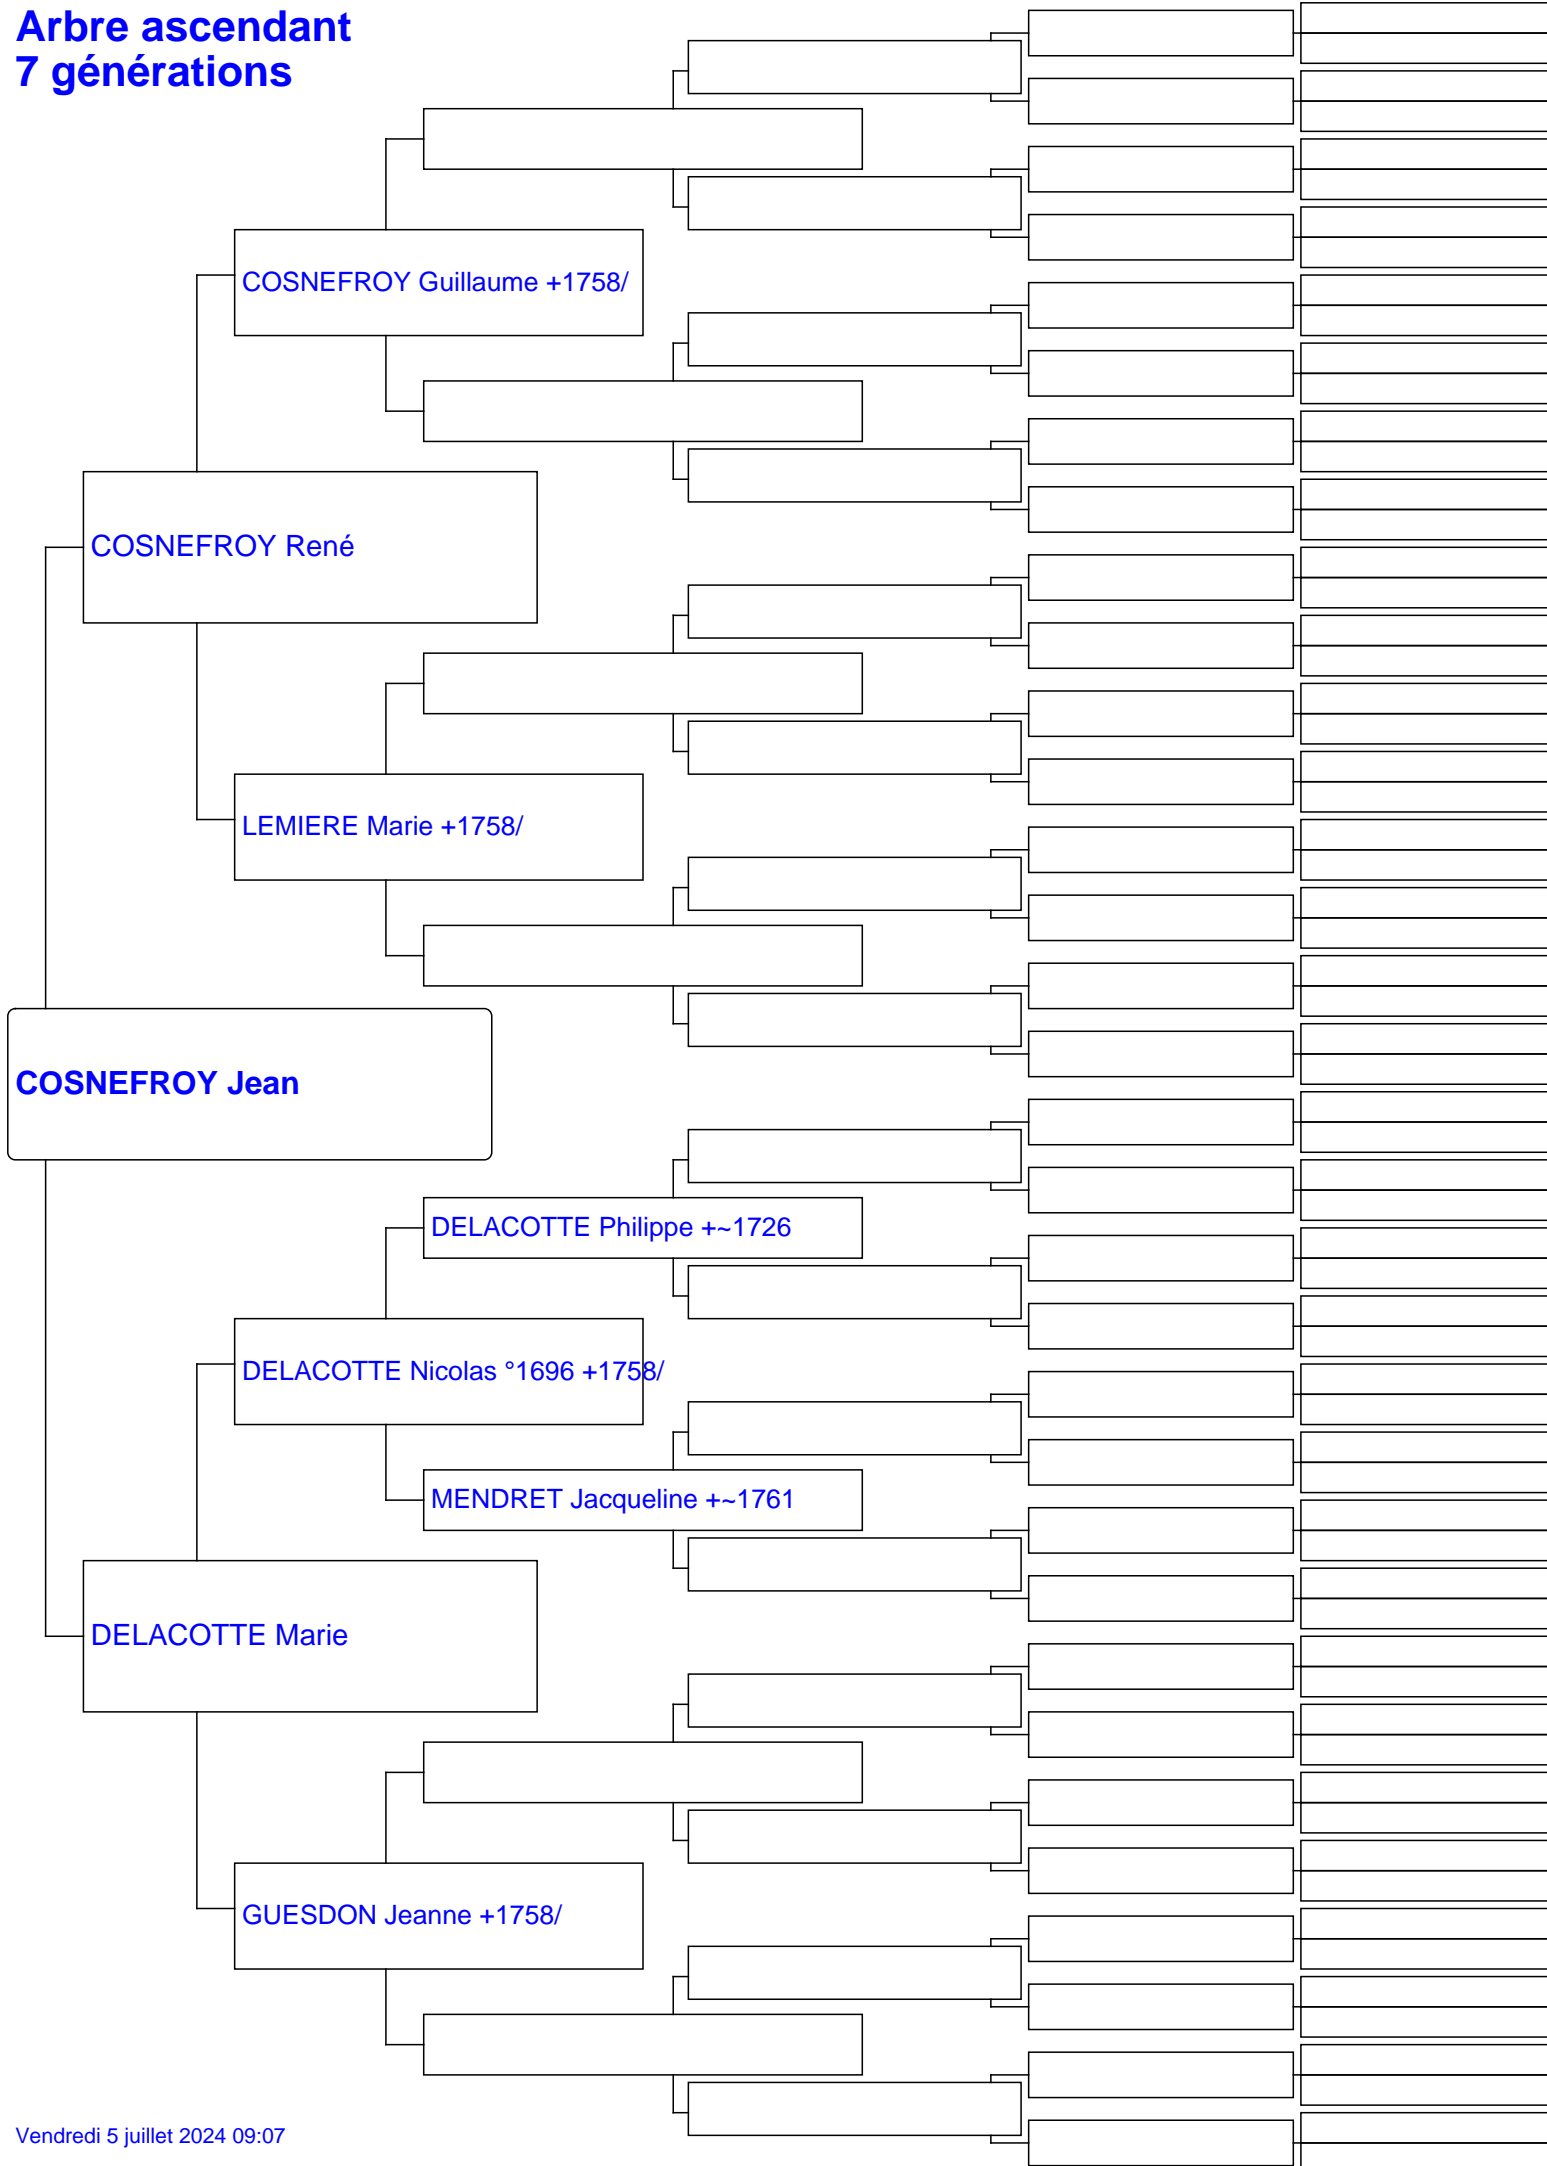 Arbre ascendant
7 générations
COSNEFROY Guillaume +1758/
COSNEFROY René
LEMIERE Marie +1758/
COSNEFROY Jean
DELACOTTE Philippe +~1726
DELACOTTE Nicolas °1696 +1758/
MENDRET Jacqueline +~1761
DELACOTTE Marie
GUESDON Jeanne +1758/
Vendredi 5 juillet 2024 09:07